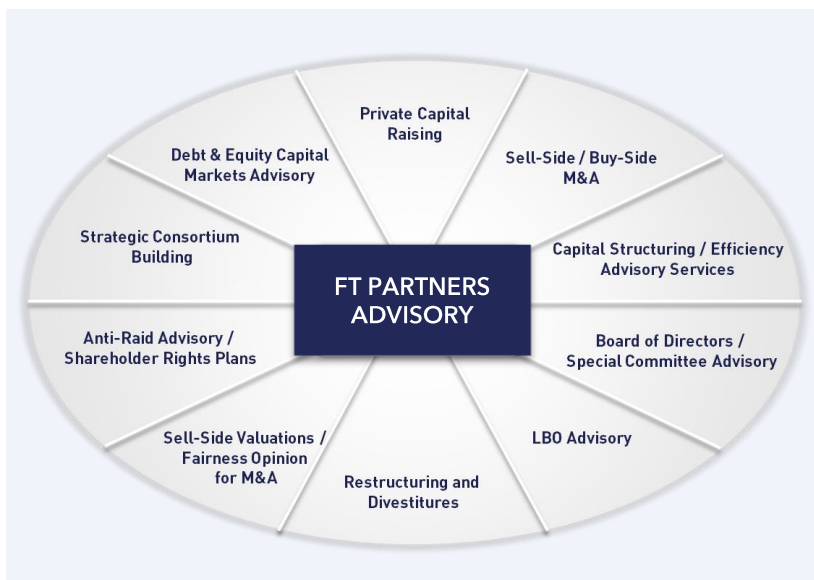 Private Capital
Raising
Debt & Equity Capital
Markets Advisory
Sell-Side / Buy-Side
M&A
Strategic Consortium
Building
Capital Structuring / Efficiency
Advisory Services
FT PARTNERS
ADVISORY
Anti-Raid Advisory /
Shareholder Rights Plans
Board of Directors /
Special Committee Advisory
Sell-Side Valuations /
Fairness Opinion
for M&A
LBO Advisory
Restructuring and
Divestitures